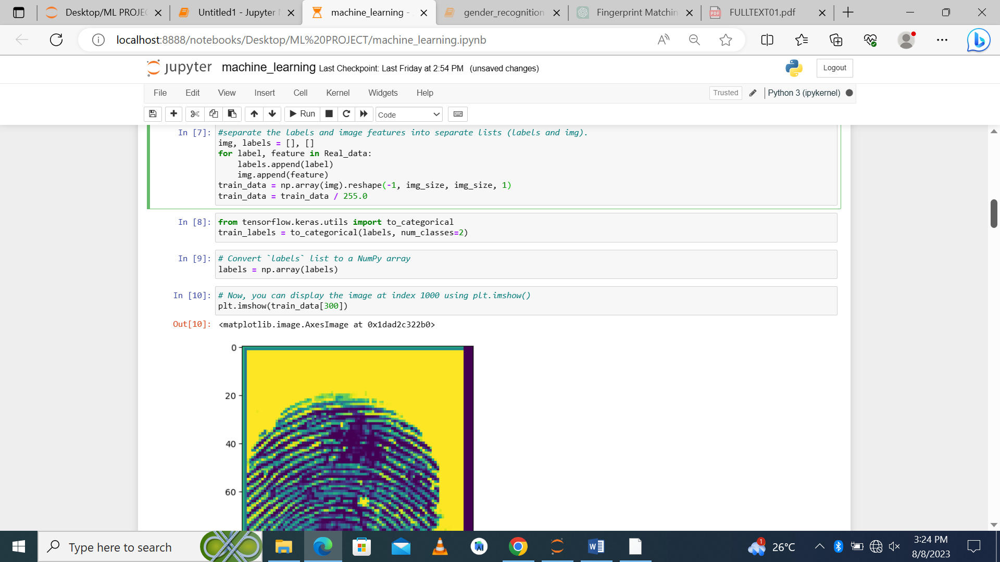 Desktop/ML PROJEC
Untitled1 - Jupyter
machine_learning -
gender_recognition
Fingerprint Matchin
FULLTEXT01.pdf
localhost:8888/notebooks/Desktop/ML%20PROJECT/machine_learning.ipynb
jupyter machine_learning Last Checkpoint: Last Friday at 2:54 PM (unsaved changes)
Logout
File Edit View Insert Cell Kernel Widgets Help
Trusted
Python 3 (ipykernel)
Run
Code
In [7]: #separate the labels and image features into separate lists (labels and img).
img, labels = [], []
for label, feature in Real_data:
    labels.append(label)
    img.append(feature)
train_data = np.array(img).reshape(-1, img_size, img_size, 1)
train_data = train_data / 255.0
In [8]: from tensorflow.keras.utils import to_categorical
train_labels = to_categorical(labels, num_classes=2)
In [9]: # Convert `labels` list to a NumPy array
labels = np.array(labels)
In [10]: # Now, you can display the image at index 1000 using plt.imshow()
plt.imshow(train_data[300])
Out[10]: <matplotlib.image.AxesImage at 0x1dad2c322b0>
0
20
40
60
Type here to search
1
26°C
3:24 PM
8/8/2023